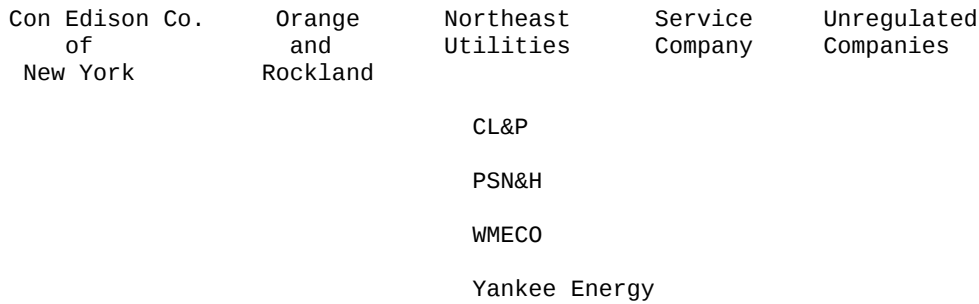 Con Edison Co. Orange Northeast Service Unregulated
of and Utilities Company Companies
New York Rockland
CL&P
PSN&H
WMECO
Yankee Energy